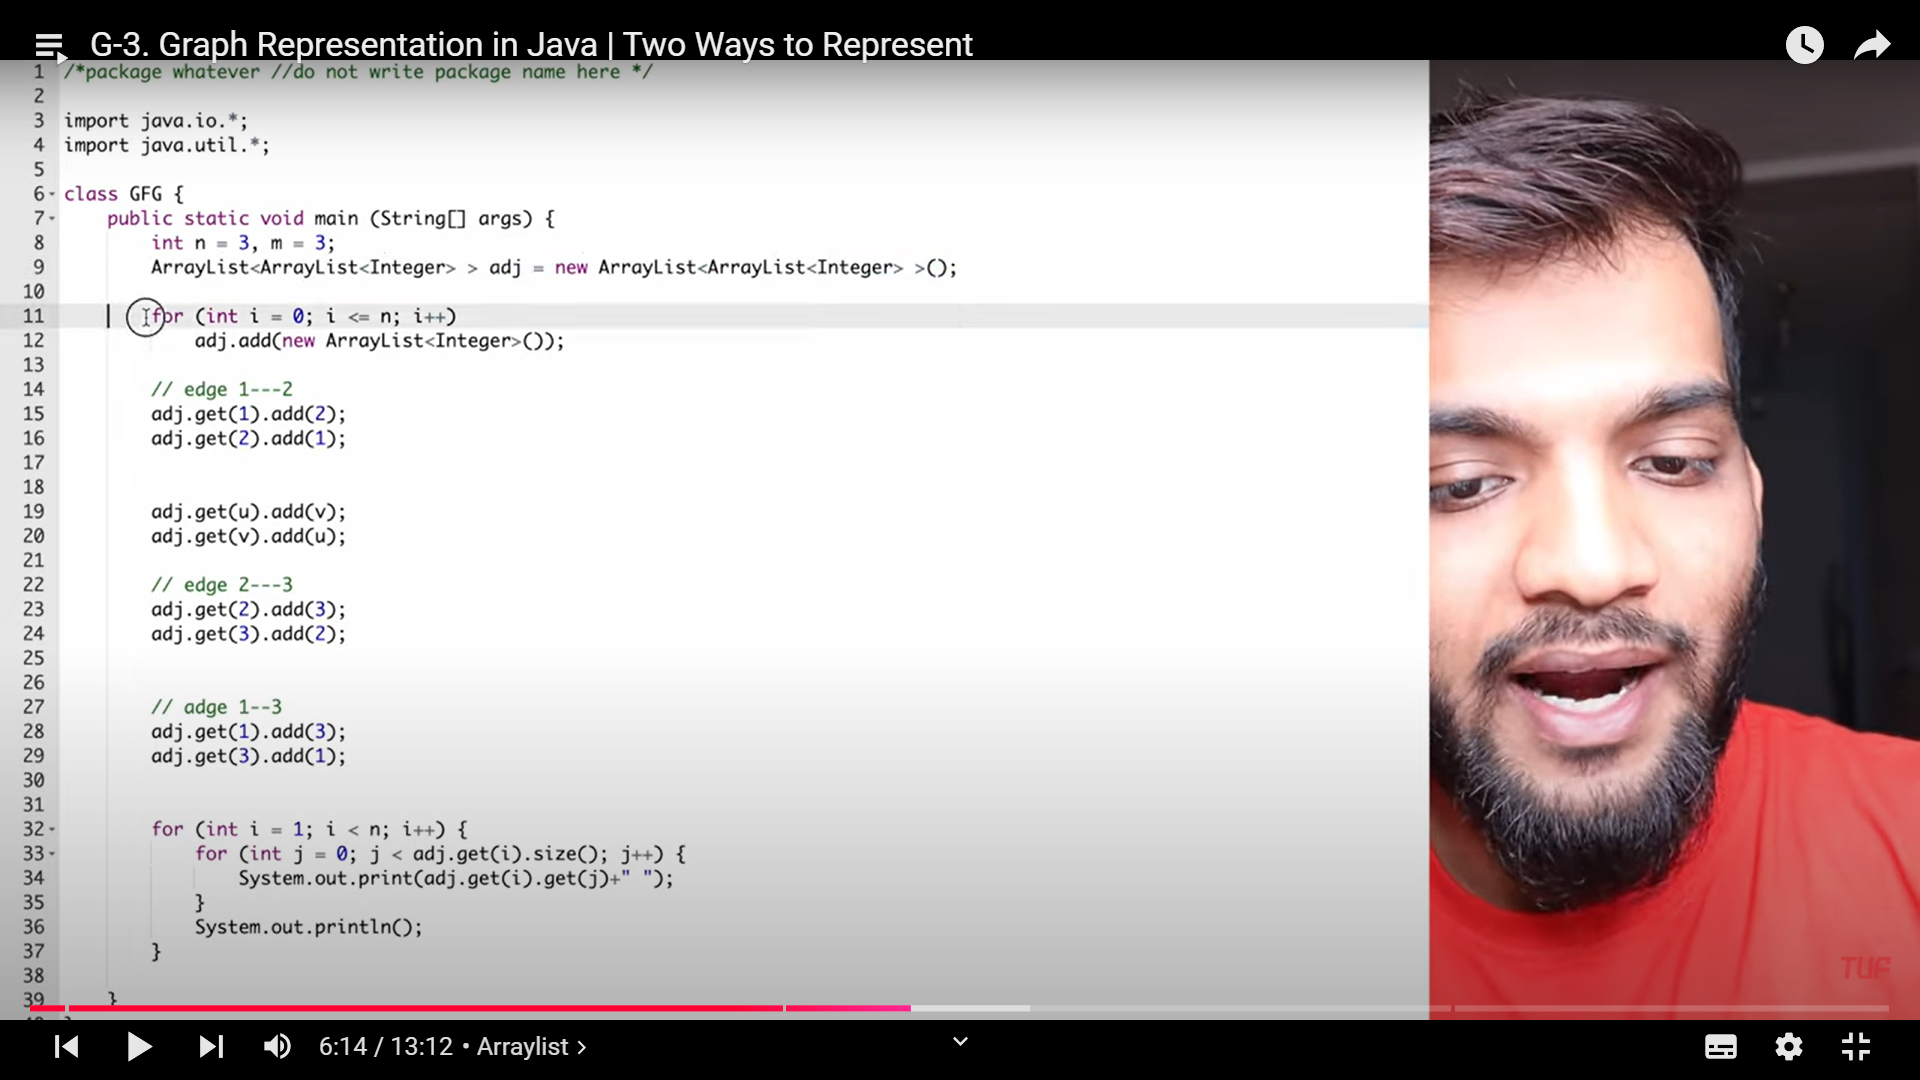 G-3. Graph Representation in Java | Two Ways to Represent
1 /*package whatever //do not write package name here */
2
3 import java.io.*;
4 import java.util.*;
5
6 class GFG {
7 public static void main (String[] args) {
8 int n = 3, m = 3;
9 ArrayList<ArrayList<Integer> > adj = new ArrayList<ArrayList<Integer> >();
10
11 for (int i = 0; i <= n; i++)
12 adj.add(new ArrayList<Integer>());
13
14 // edge 1---2
15 adj.get(1).add(2);
16 adj.get(2).add(1);
17
18
19 adj.get(u).add(v);
20 adj.get(v).add(u);
21
22 // edge 2---3
23 adj.get(2).add(3);
24 adj.get(3).add(2);
25
26
27 // adge 1--3
28 adj.get(1).add(3);
29 adj.get(3).add(1);
30
31
32 for (int i = 1; i < n; i++) {
33 for (int j = 0; j < adj.get(i).size(); j++) {
34 System.out.print(adj.get(i).get(j)+" ");
35 }
36 System.out.println();
37 }
38
39 }
TUF
6:14 / 13:12 • Arraylist >